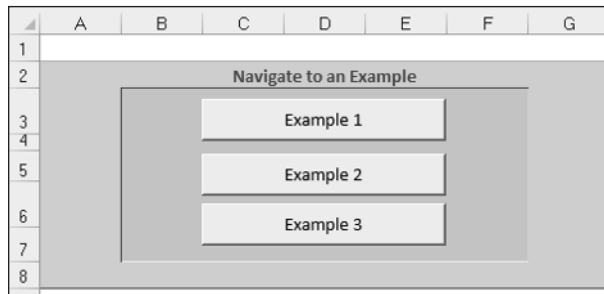 A B C D E F G
1
2 Navigate to an Example
3 Example 1
4
5 Example 2
6 Example 3
7
8